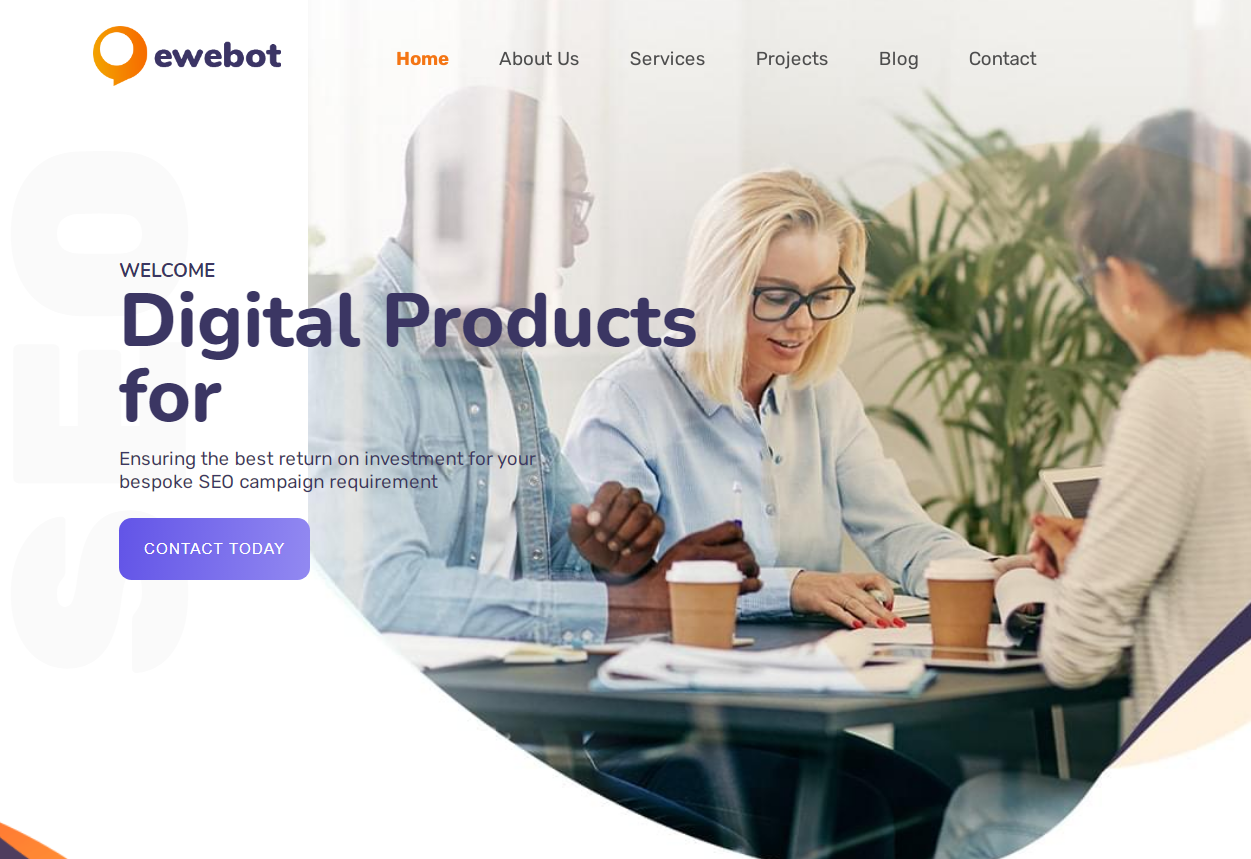 ewebot
Home About Us Services Projects Blog Contact
SEO
WELCOME
Digital Products
for
Ensuring the best return on investment for your
bespoke SEO campaign requirement
CONTACT TODAY